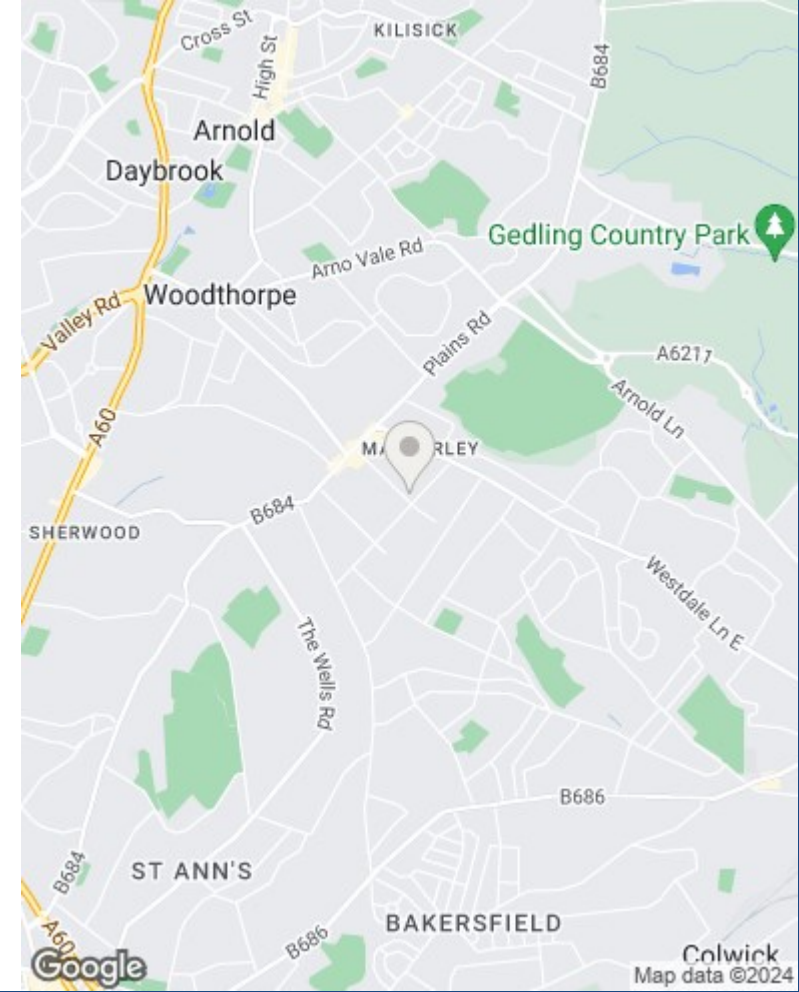 Cross St
KILISICK
High St
B684
Arnold
Daybrook
Gedling Country Park
Arno Vale Rd
Woodthorpe
Valley Rd
Plains Rd
A6211
Arnold Ln
A60
MA RLEY
B684
SHERWOOD
Westdale Ln E
The Wells Rd
B686
B684
ST ANN'S
BAKERSFIELD
A60
B686
Colwick
Google
Map data ©2024